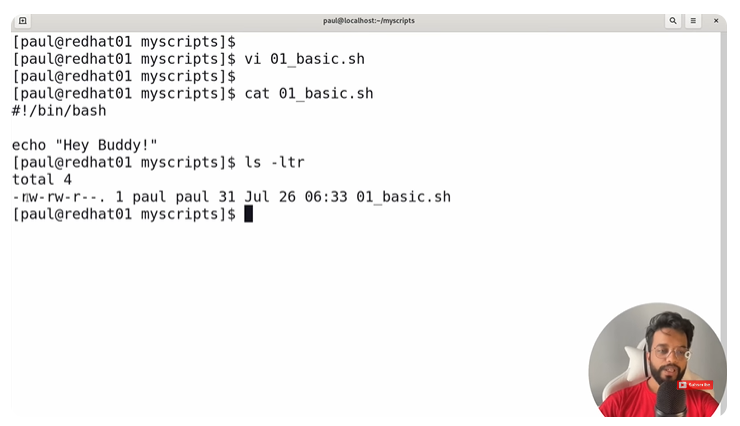 paul@localhost:~/myscripts
[paul@redhat01 myscripts]$
[paul@redhat01 myscripts]$ vi 01_basic.sh
[paul@redhat01 myscripts]$
[paul@redhat01 myscripts]$ cat 01_basic.sh
#!/bin/bash
echo "Hey Buddy!"
[paul@redhat01 myscripts]$ ls -ltr
total 4
-rw-rw-r--. 1 paul paul 31 Jul 26 06:33 01_basic.sh
[paul@redhat01 myscripts]$
Subscribe